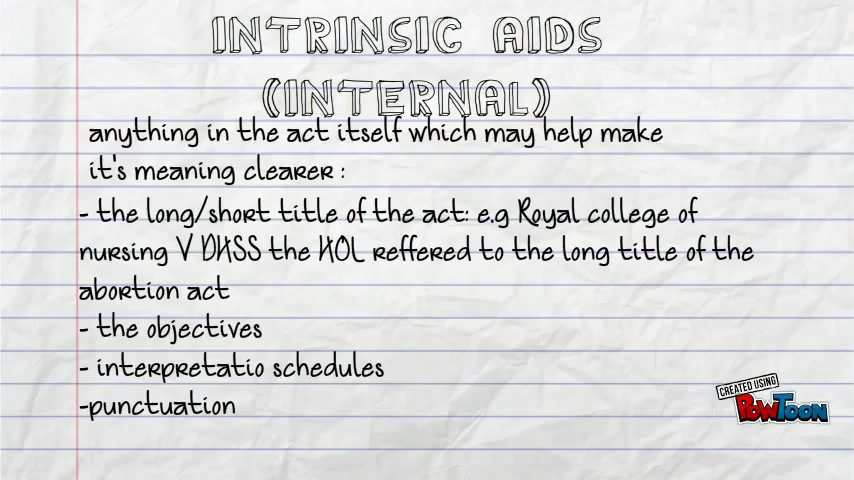 INTRINSIC AIDS
(INTERNAL)
anything in the act itself which may help make
it's meaning clearer :
- the long/short title of the act: e.g Royal college of
nursing V DHSS the HOL reffered to the long title of the
abortion act
- the objectives
- interpretatio schedules
-punctuation
CREATED USING
POWTOON